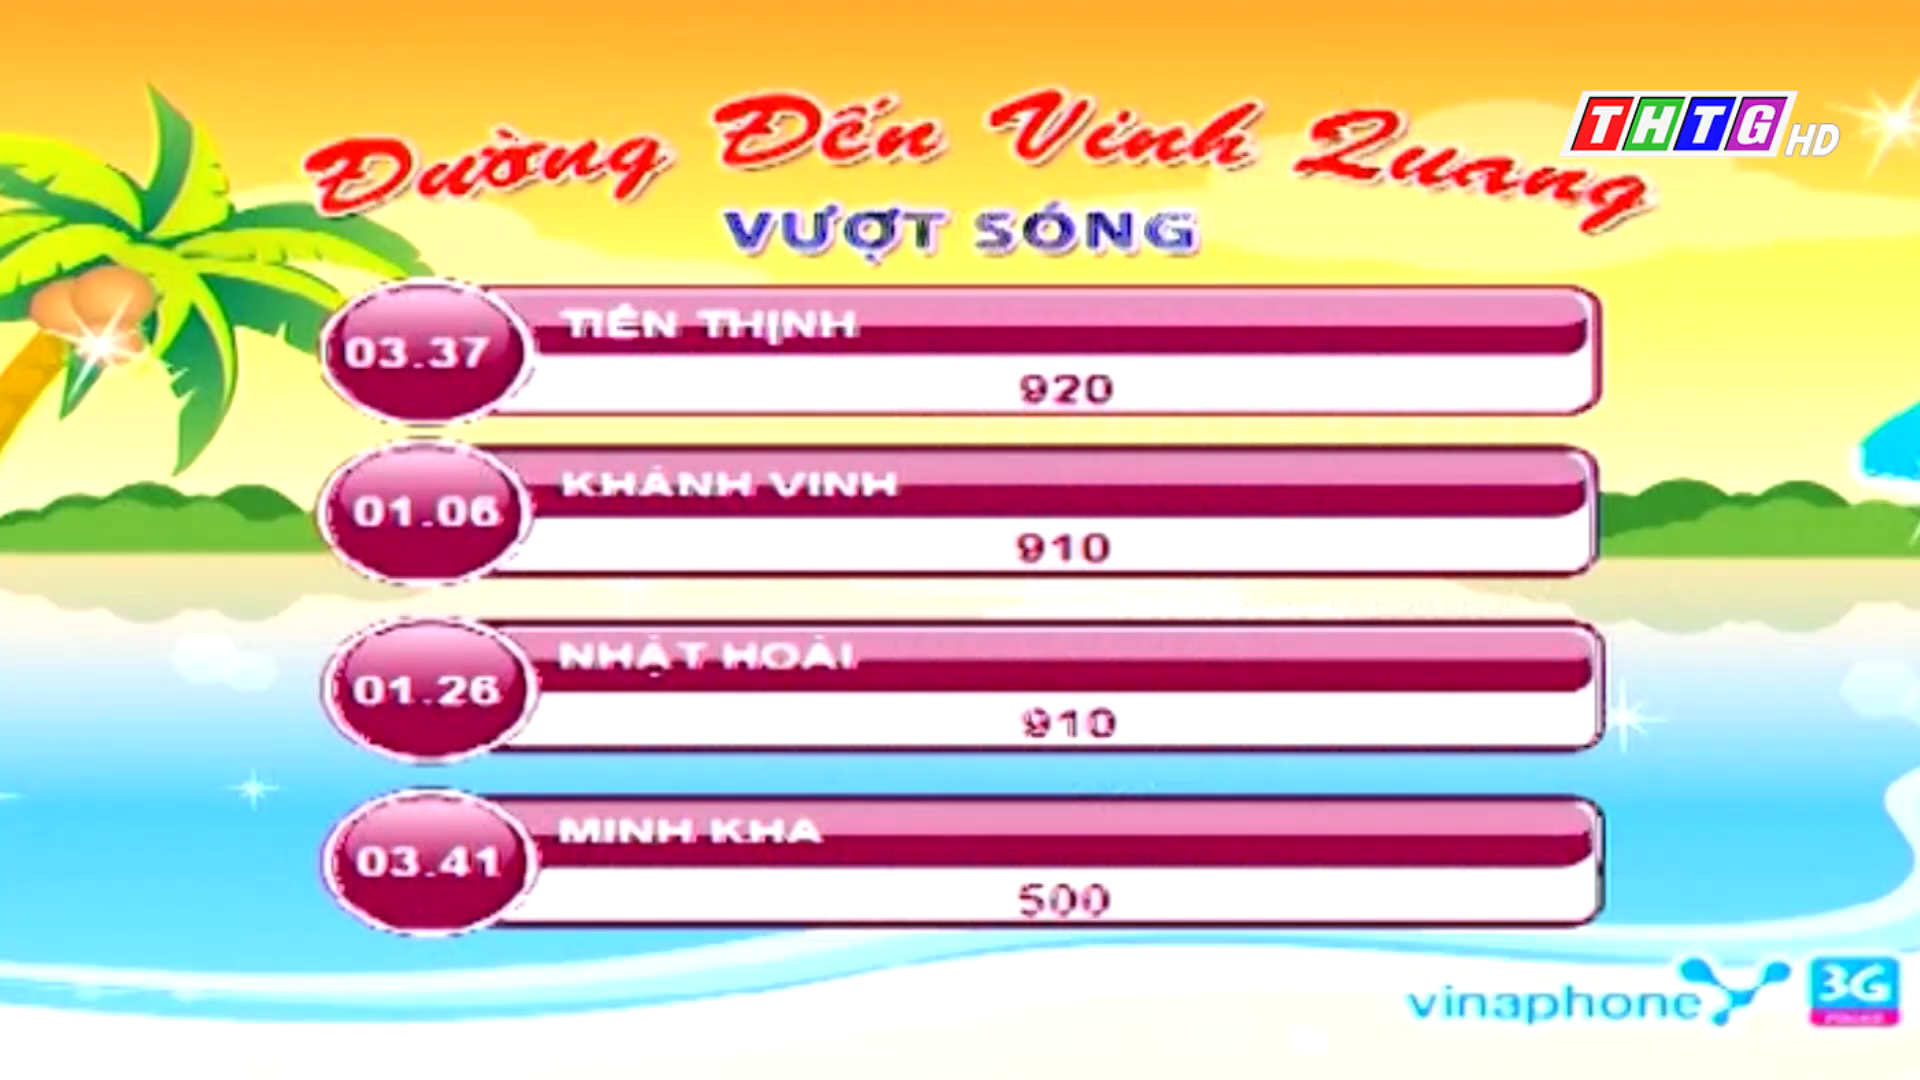 THTG HD
Đường Đến Vinh Quang
VƯỢT SÓNG
03.37
TIẾN THỊNH
920
01.06
KHÁNH VINH
910
01.26
NHẬT HOÀI
910
03.41
MINH KHA
500
vinaphone
3G